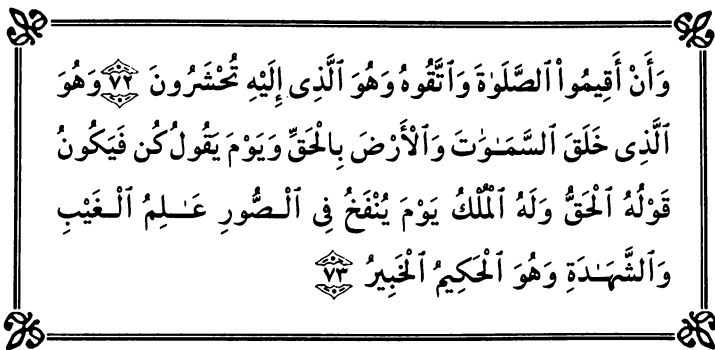 وَأَنْ أَقِيمُوا۟ ٱلصَّلَوٰةَ وَٱتَّقُوهُ وَهُوَ ٱلَّذِى إِلَيْهِ تُحْشَرُونَ ٧٢ وَهُوَ
ٱلَّذِى خَلَقَ ٱلسَّمَـٰوَٰتِ وَٱلْأَرْضَ بِٱلْحَقِّ وَيَوْمَ يَقُولُ كُن فَيَكُونُ
قَوْلُهُ ٱلْحَقُّ وَلَهُ ٱلْمُلْكُ يَوْمَ يُنْفَخُ فِى ٱلصُّورِ عَـٰلِمُ ٱلْغَيْبِ
وَٱلشَّهَـٰدَةِ وَهُوَ ٱلْحَكِيمُ ٱلْخَبِيرُ ٧٣